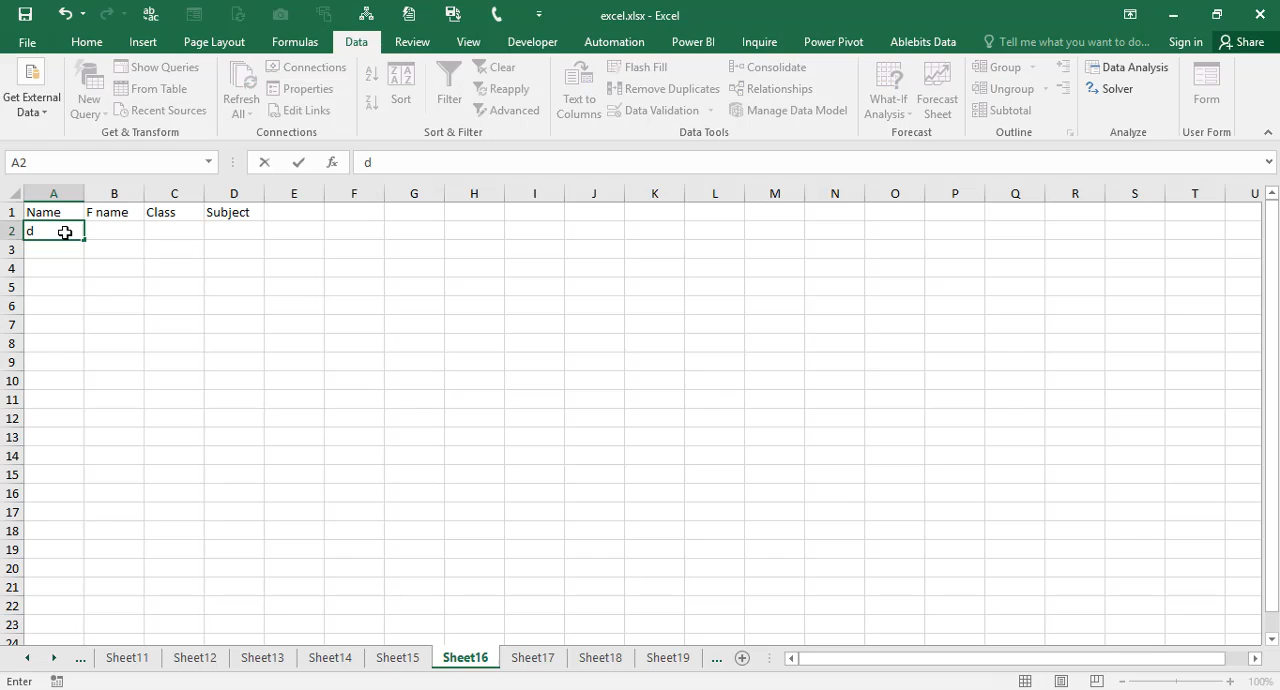 excel.xlsx - Excel
File Home Insert Page Layout Formulas Data Review View Developer Automation Power BI Inquire Power Pivot Ablebits Data Tell me what you want to do... Sign in Share
Get External Data
New Query
Show Queries
From Table
Recent Sources
Get & Transform
Refresh All
Connections
Properties
Edit Links
Connections
Sort
Filter
Clear
Reapply
Advanced
Sort & Filter
Text to Columns
Flash Fill
Remove Duplicates
Data Validation
Consolidate
Relationships
Manage Data Model
Data Tools
What-If Analysis
Forecast Sheet
Forecast
Group
Ungroup
Subtotal
Outline
Data Analysis
Solver
Analyze
Form
User Form
A2 fx d
A B C D E F G H I J K L M N O P Q R S T U
1 Name F name Class Subject
2 d
3
4
5
6
7
8
9
10
11
12
13
14
15
16
17
18
19
20
21
22
23
24
... Sheet11 Sheet12 Sheet13 Sheet14 Sheet15 Sheet16 Sheet17 Sheet18 Sheet19 ...
Enter 100%